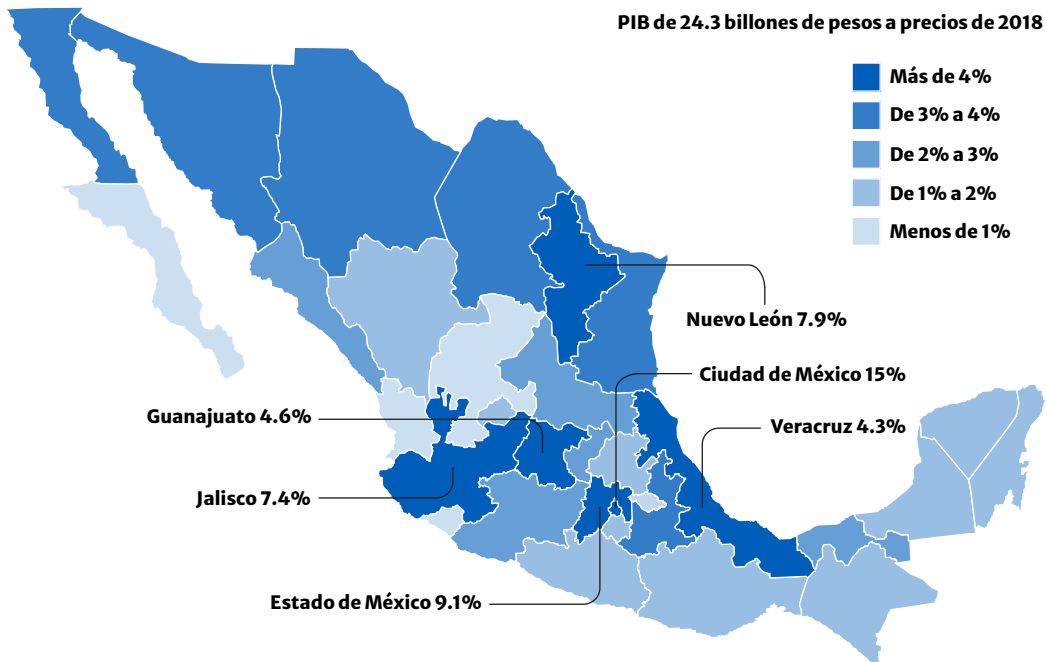 PIB de 24.3 billones de pesos a precios de 2018
Más de 4%
De 3% a 4%
De 2% a 3%
De 1% a 2%
Menos de 1%
Nuevo León 7.9%
Ciudad de México 15%
Guanajuato 4.6%
Veracruz 4.3%
Jalisco 7.4%
Estado de México 9.1%